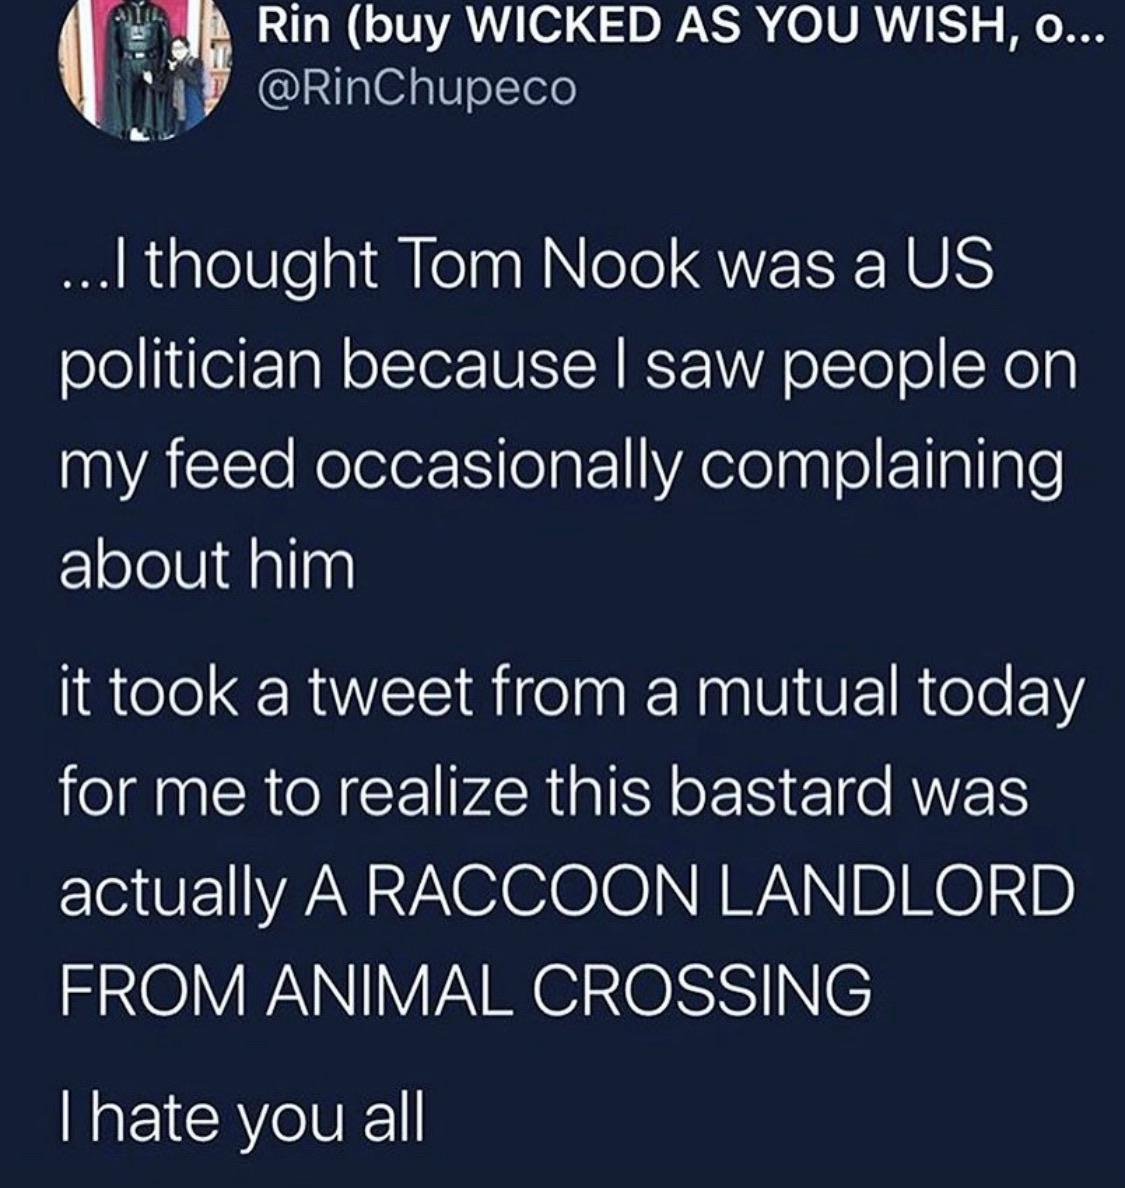 Rin (buy WICKED AS YOU WISH, o...
@RinChupeco
...I thought Tom Nook was a US
politician because I saw people on
my feed occasionally complaining
about him
it took a tweet from a mutual today
for me to realize this bastard was
actually A RACCOON LANDLORD
FROM ANIMAL CROSSING
I hate you all